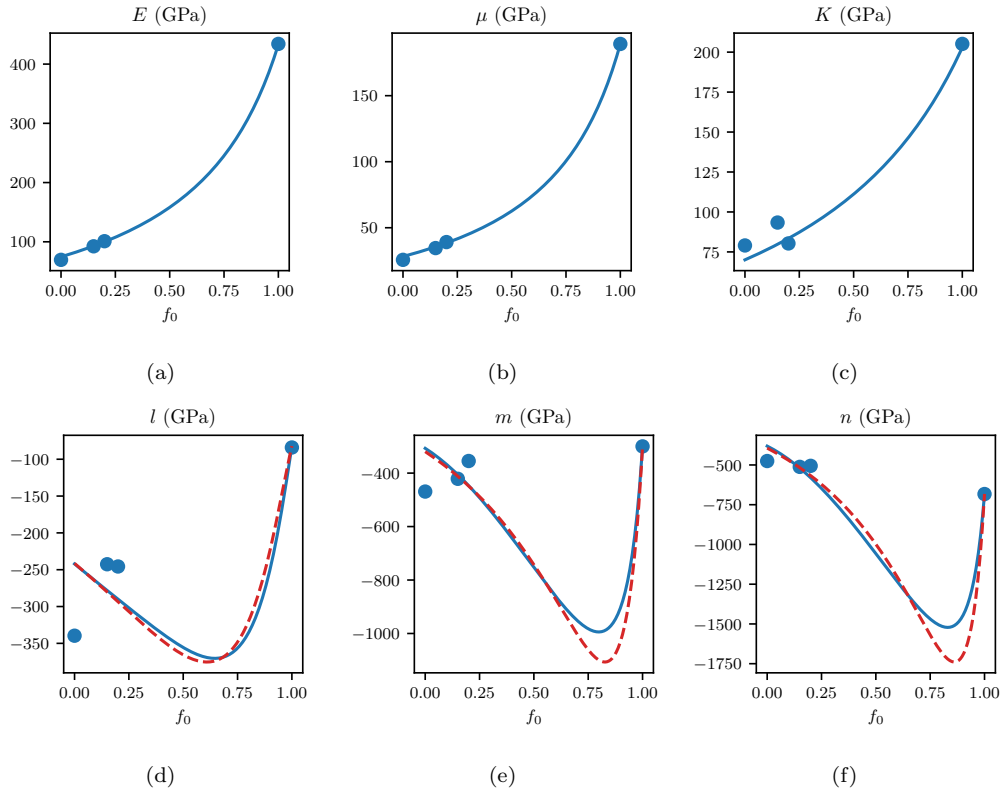 E (GPa)
μ (GPa)
K (GPa)
400
300
200
100
150
100
50
200
175
150
125
100
75
0.00 0.25 0.50 0.75 1.00
0.00 0.25 0.50 0.75 1.00
0.00 0.25 0.50 0.75 1.00
f₀
f₀
f₀
(a)
(b)
(c)
l (GPa)
m (GPa)
n (GPa)
−100
−150
−200
−250
−300
−350
−400
−600
−800
−1000
−500
−750
−1000
−1250
−1500
−1750
0.00 0.25 0.50 0.75 1.00
0.00 0.25 0.50 0.75 1.00
0.00 0.25 0.50 0.75 1.00
f₀
f₀
f₀
(d)
(e)
(f)